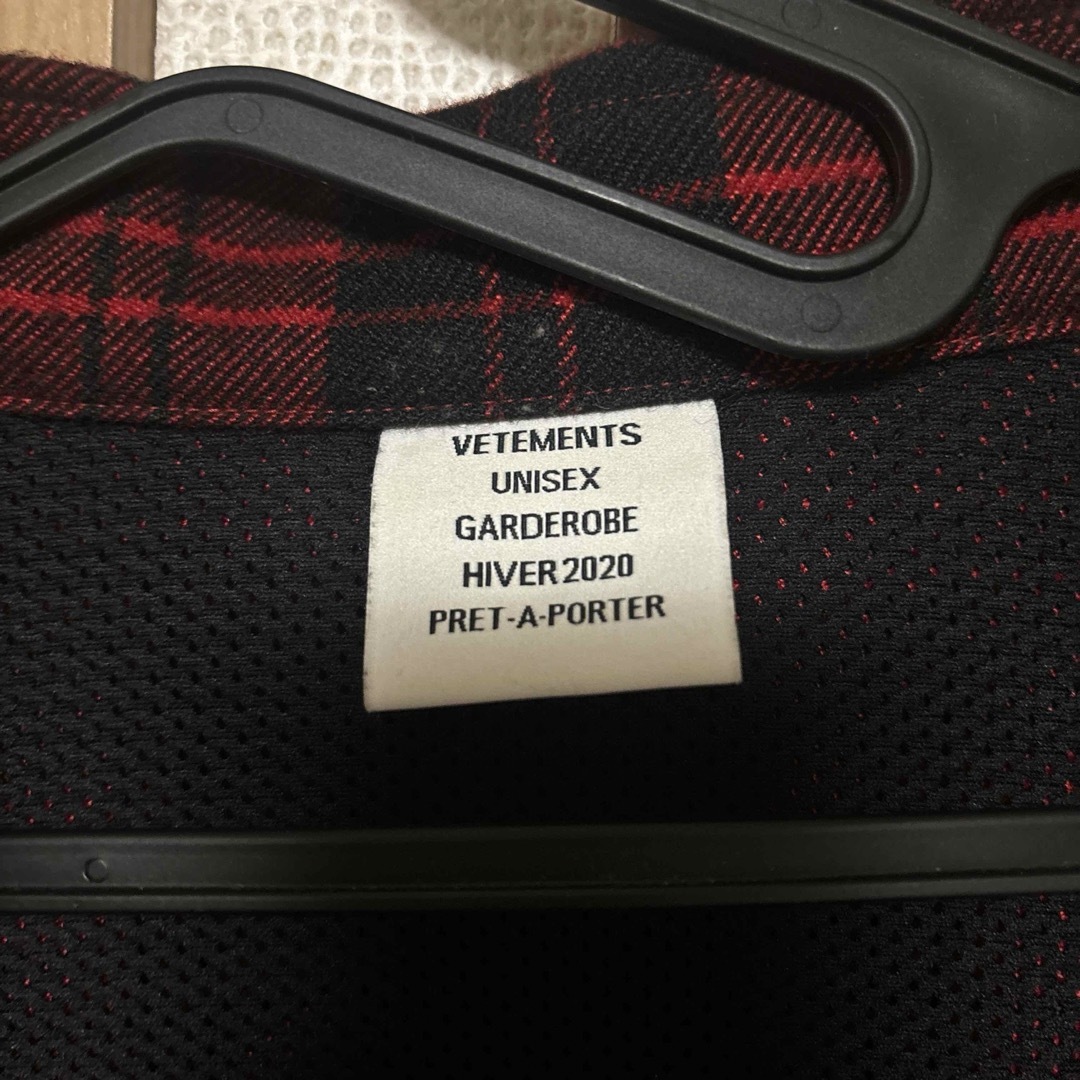 VETEMENTS
UNISEX
GARDEROBE
HIVER 2020
PRET-A-PORTER